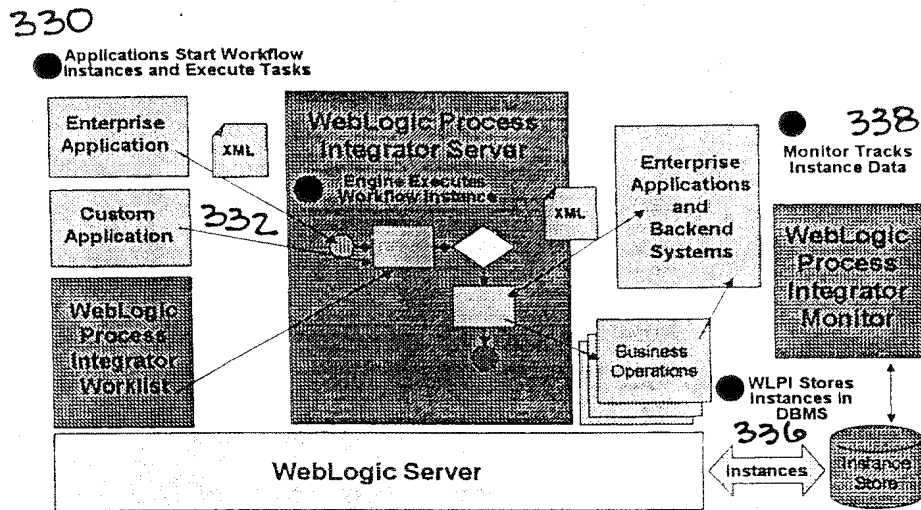 330
Applications Start Workflow
Instances and Execute Tasks
Enterprise
Application
XML
Custom
Application
332
WebLogic
Process
Integrator
Worklist
WebLogic Process
Integrator Server
Engine Executes
Workflow Instance
XML
Enterprise
Applications
and
Backend
Systems
338
Monitor Tracks
Instance Data
WebLogic
Process
Integrator
Monitor
Business
Operations
WLPI Stores
Instances in
DBMS
336
WebLogic Server
Instances
Instance
Store